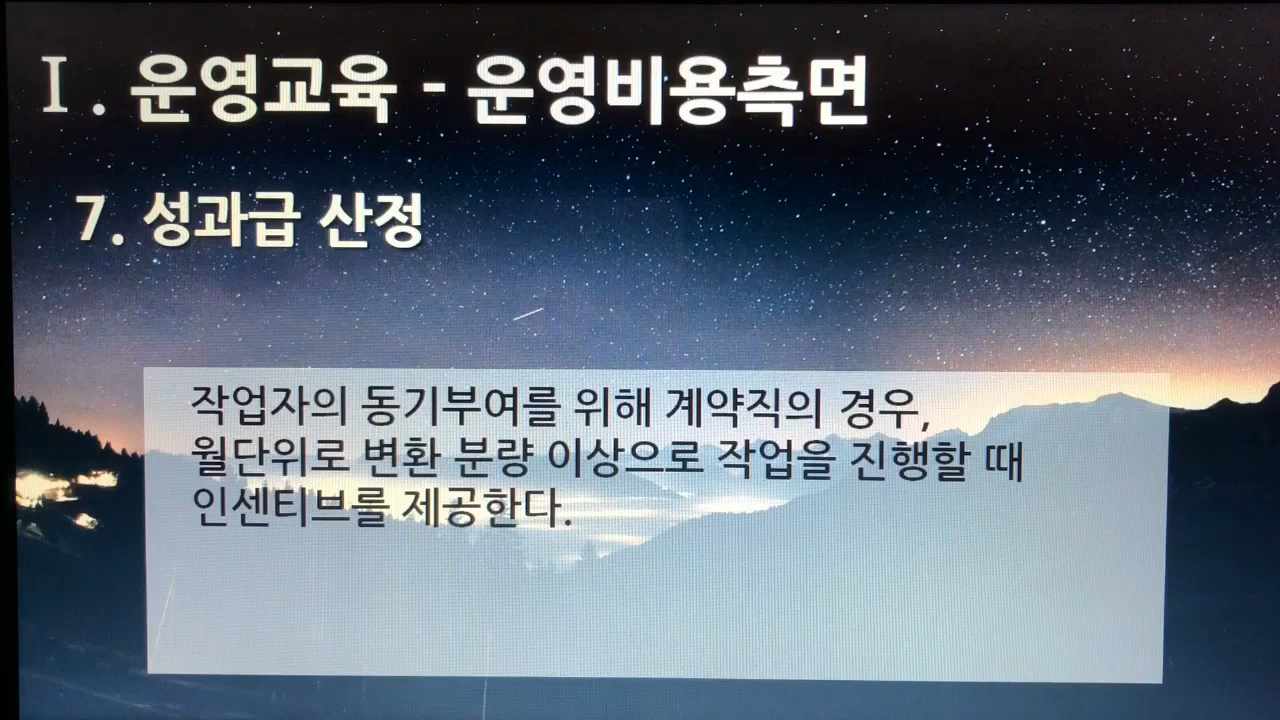 Ⅰ. 운영교육 - 운영비용측면
7. 성과급 산정
작업자의 동기부여를 위해 계약직의 경우,
월단위로 변환 분량 이상으로 작업을 진행할 때
인센티브룰 제공한다.